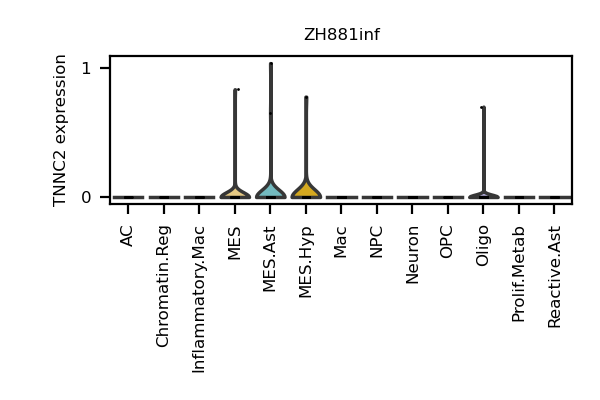 ZH881inf
TNNC2 expression
1
0
AC
Chromatin.Reg
Inflammatory.Mac
MES
MES.Ast
MES.Hyp
Mac
NPC
Neuron
OPC
Oligo
Prolif.Metab
Reactive.Ast